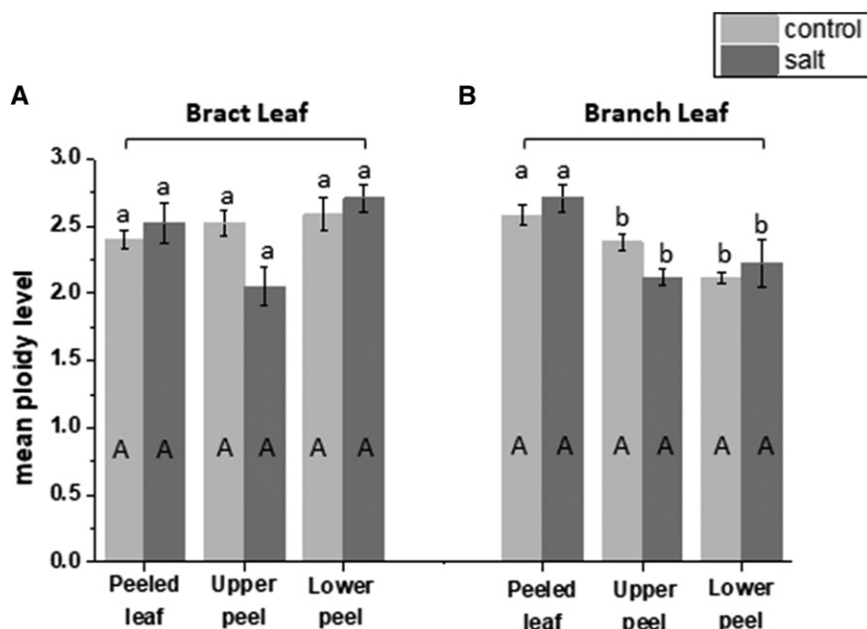 control
salt
A
B
Bract Leaf
Branch Leaf
mean ploidy level
3.0
2.5
2.0
1.5
1.0
0.5
0.0
a a a a a a
a a b b b b
A A A A A A
A A A A A A
Peeled leaf
Upper peel
Lower peel
Peeled leaf
Upper peel
Lower peel